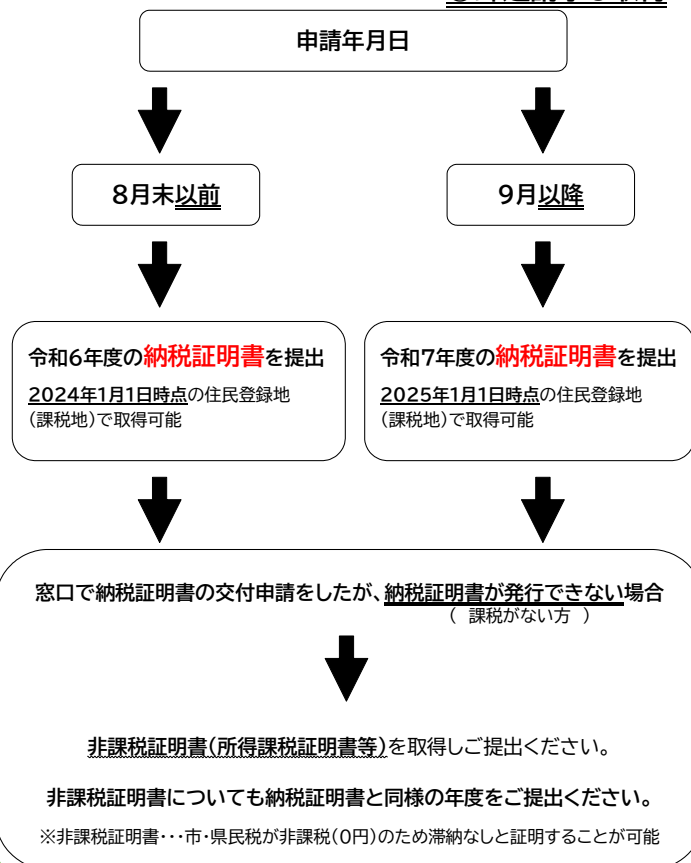 申請年月日
8月末以前
9月以降
令和6年度の納税証明書を提出
2024年1月1日時点の住民登録地
(課税地)で取得可能
令和7年度の納税証明書を提出
2025年1月1日時点の住民登録地
(課税地)で取得可能
窓口で納税証明書の交付申請をしたが、納税証明書が発行できない場合
( 課税がない方 )
非課税証明書(所得課税証明書等)を取得しご提出ください。
非課税証明書についても納税証明書と同様の年度をご提出ください。
※非課税証明書・・・市・県民税が非課税(0円)のため滞納なしと証明することが可能